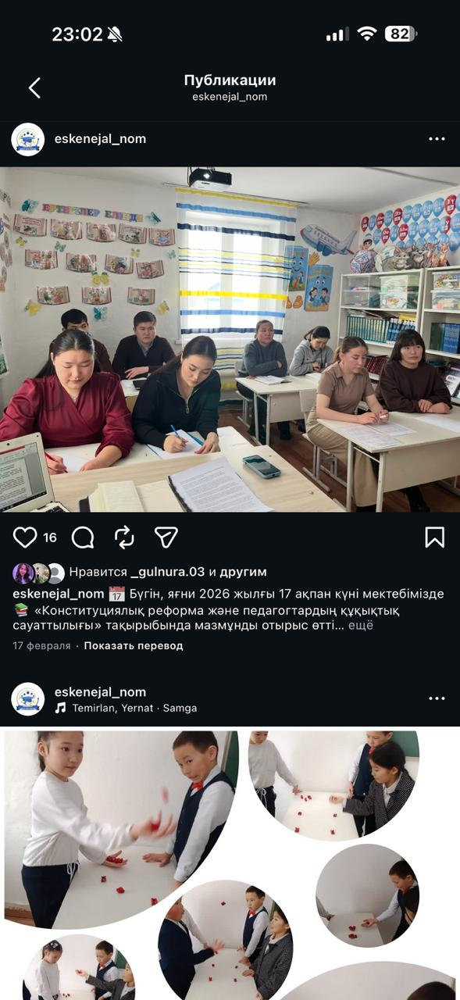 23:02
82
Публикации
eskenejal_nom
eskenejal_nom
ЕРТЕГІЛЕР ЕЛІНДЕ
16
Нравится _gulnura.03 и другим
eskenejal_nom 📅 Бүгін, яғни 2026 жылғы 17 ақпан күні мектебімізде
📚 «Конституциялық реформа және педагогтардың құқықтық
сауаттылығы» тақырыбында мазмұнды отырыс өтті... ещё
17 февраля · Показать перевод
eskenejal_nom
Temirlan, Yernat · Samga